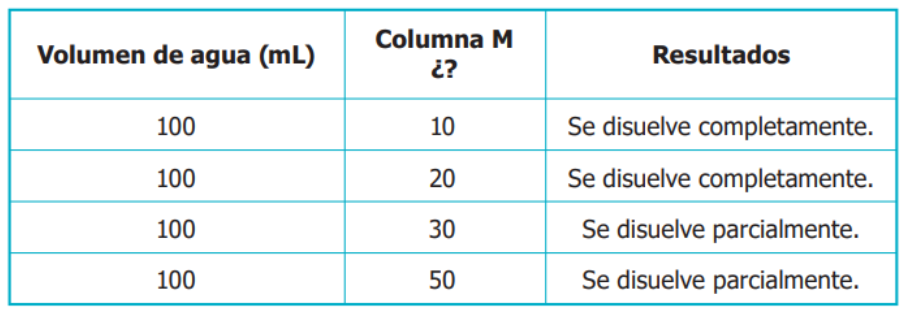 Volumen de agua (mL) Columna M ¿? Resultados
100 10 Se disuelve completamente.
100 20 Se disuelve completamente.
100 30 Se disuelve parcialmente.
100 50 Se disuelve parcialmente.